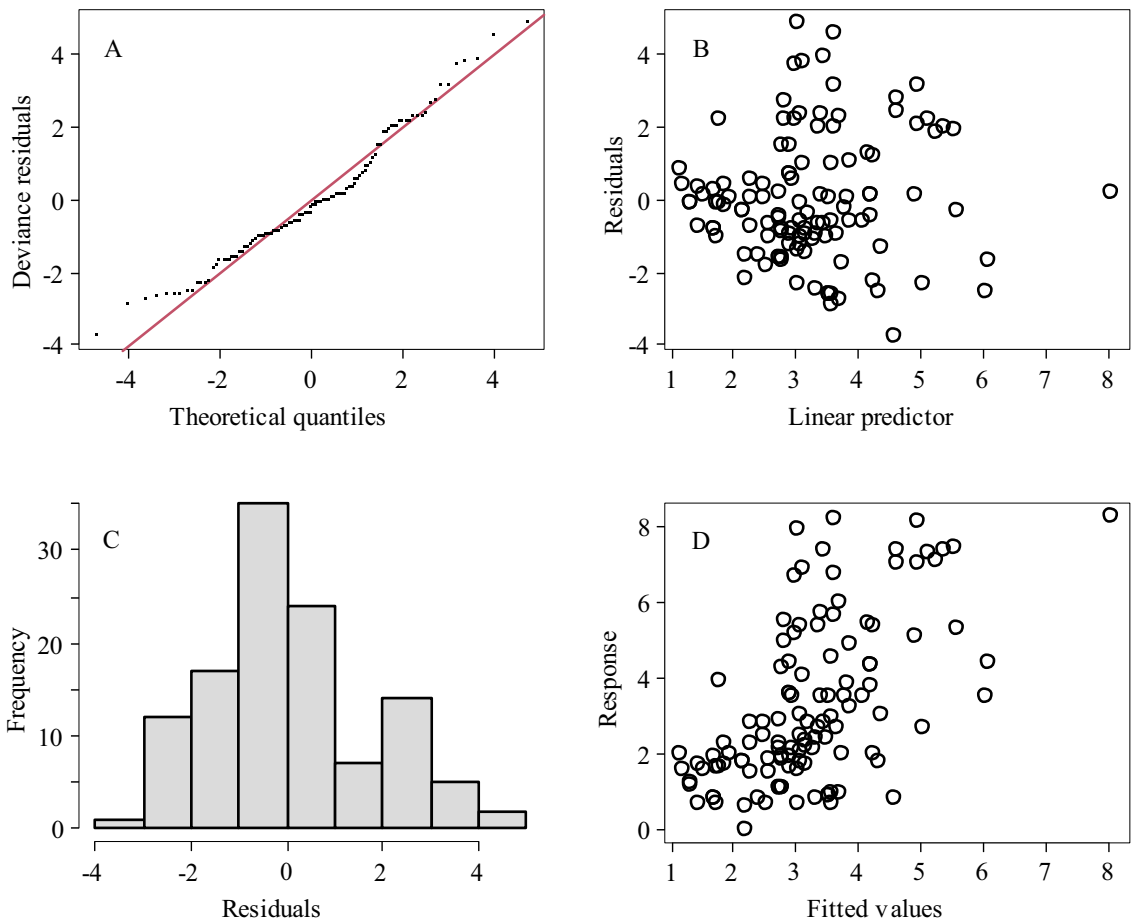 A
Deviance residuals
4
2
0
-2
-4
-4 -2 0 2 4
Theoretical quantiles
B
Residuals
4
2
0
-2
-4
1 2 3 4 5 6 7 8
Linear predictor
C
Frequency
30
20
10
0
-4 -2 0 2 4
Residuals
D
Response
8
6
4
2
0
1 2 3 4 5 6 7 8
Fitted values